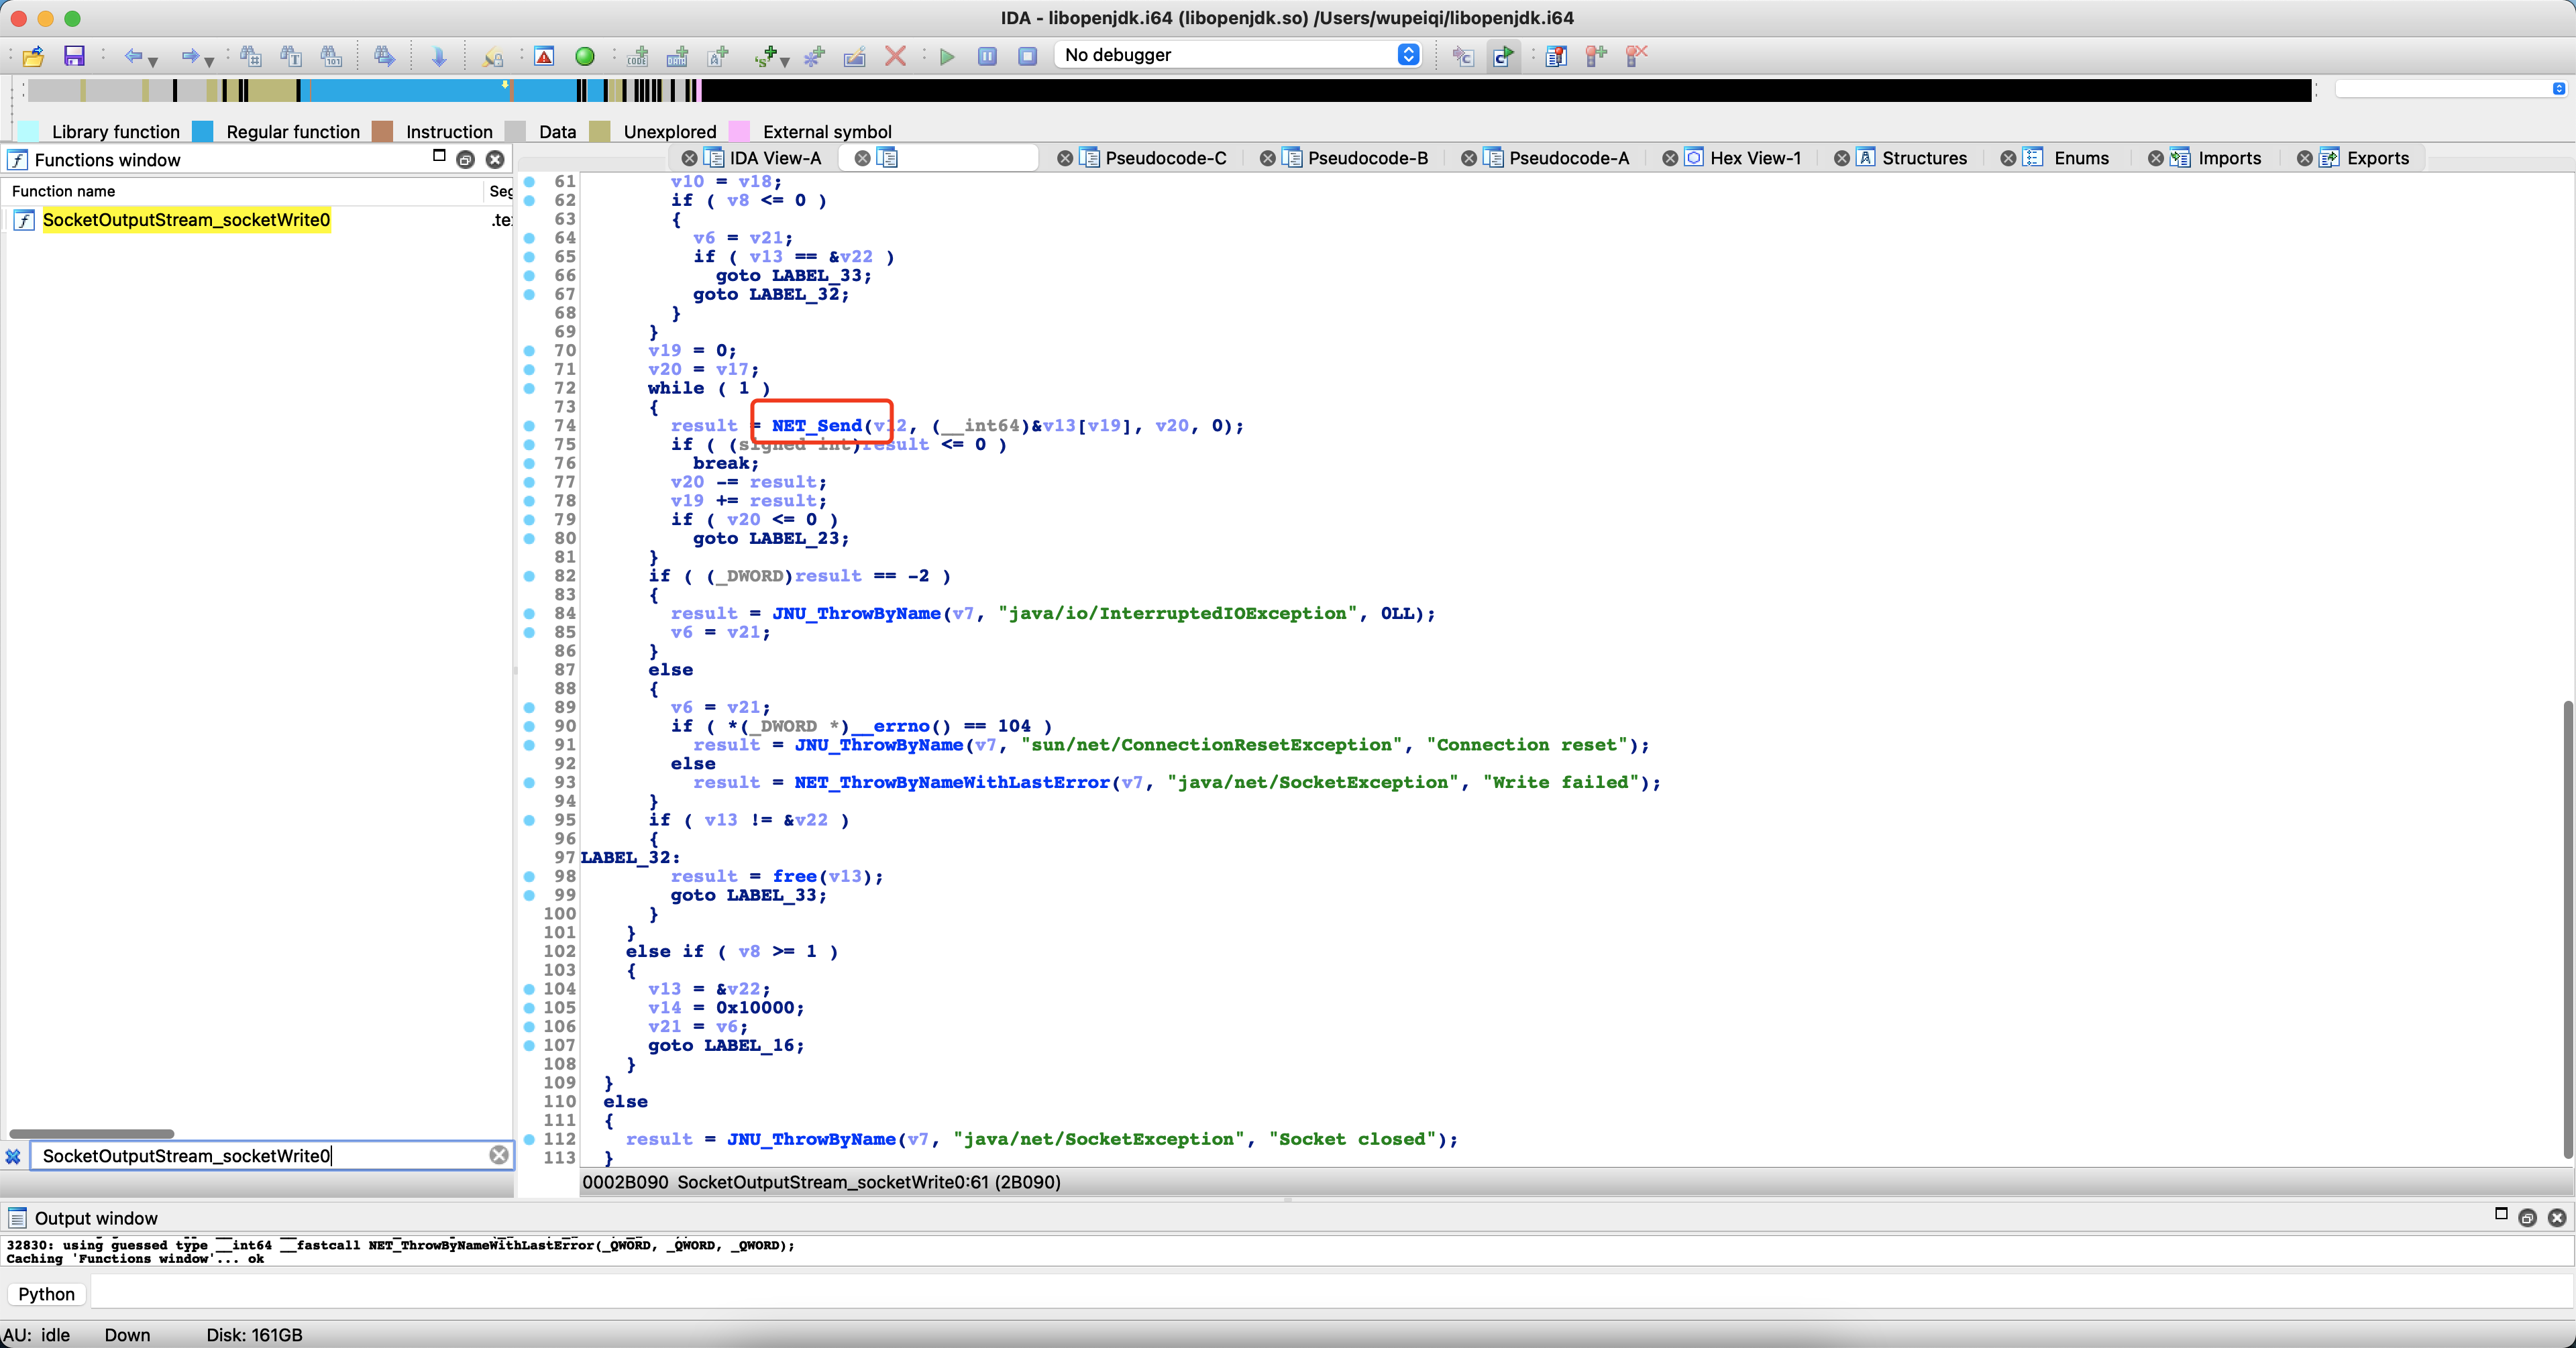 IDA - libopenjdk.i64 (libopenjdk.so) /Users/wupeiqi/libopenjdk.i64
No debugger
Library function Regular function Instruction Data Unexplored External symbol
Functions window
IDA View-A Pseudocode-C Pseudocode-B Pseudocode-A Hex View-1 Structures Enums Imports Exports
Function name Seg
SocketOutputStream_socketWrite0 .te
61 v10 = v18;
62 if ( v8 <= 0 )
63 {
64 v6 = v21;
65 if ( v13 == &v22 )
66 goto LABEL_33;
67 goto LABEL_32;
68 }
69 }
70 v19 = 0;
71 v20 = v17;
72 while ( 1 )
73 {
74 result = NET_Send(v12, (__int64)&v13[v19], v20, 0);
75 if ( (signed int)result <= 0 )
76 break;
77 v20 -= result;
78 v19 += result;
79 if ( v20 <= 0 )
80 goto LABEL_23;
81 }
82 if ( (_DWORD)result == -2 )
83 {
84 result = JNU_ThrowByName(v7, "java/io/InterruptedIOException", 0LL);
85 v6 = v21;
86 }
87 else
88 {
89 v6 = v21;
90 if ( *(_DWORD *)__errno() == 104 )
91 result = JNU_ThrowByName(v7, "sun/net/ConnectionResetException", "Connection reset");
92 else
93 result = NET_ThrowByNameWithLastError(v7, "java/net/SocketException", "Write failed");
94 }
95 if ( v13 != &v22 )
96 {
97 LABEL_32:
98 result = free(v13);
99 goto LABEL_33;
100 }
101 }
102 else if ( v8 >= 1 )
103 {
104 v13 = &v22;
105 v14 = 0x10000;
106 v21 = v6;
107 goto LABEL_16;
108 }
109 }
110 else
111 {
112 result = JNU_ThrowByName(v7, "java/net/SocketException", "Socket closed");
113 }
SocketOutputStream_socketWrite0
0002B090 SocketOutputStream_socketWrite0:61 (2B090)
Output window
32830: using guessed type __int64 __fastcall NET_ThrowByNameWithLastError(_QWORD, _QWORD, _QWORD);
Caching 'Functions window'... ok
Python
AU: idle Down Disk: 161GB